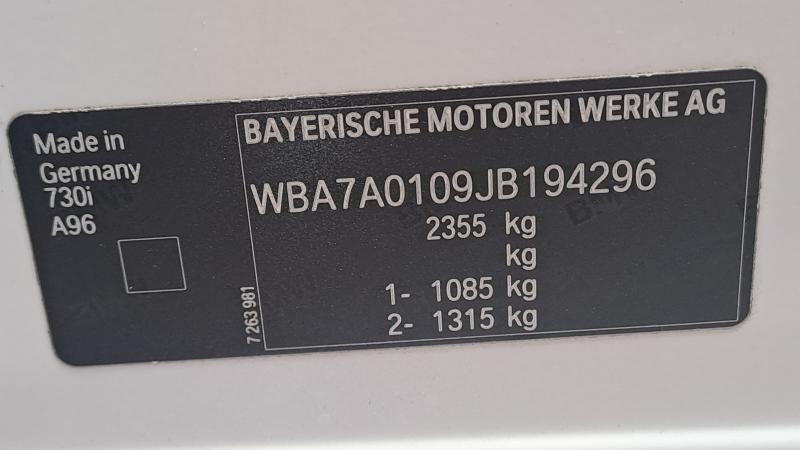 Made in
Germany
730i
A96
7 263 981
BAYERISCHE MOTOREN WERKE AG
WBA7A0109JB194296
2355 kg
kg
1- 1085 kg
2- 1315 kg